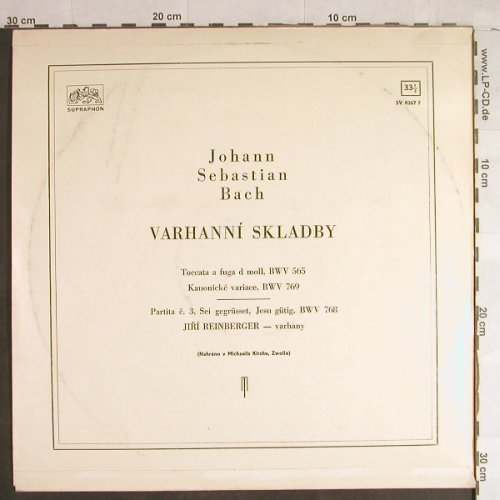 30 cm
20 cm
10 cm
SUPRAPHON
33⅓
SV 8367 F
Johann
Sebastian
Bach
VARHANNÍ SKLADBY
Toccata a fuga d moll, BWV 565
Kanonické variace, BWV 769
Partita č. 3, Sei gegrüsset, Jesu gütig, BWV 768
JIŘÍ REINBERGER — varhany
(Nahráno v Michaelis Kirche, Zwolle)
www.LP-CD.de
10 cm
20 cm
30 cm